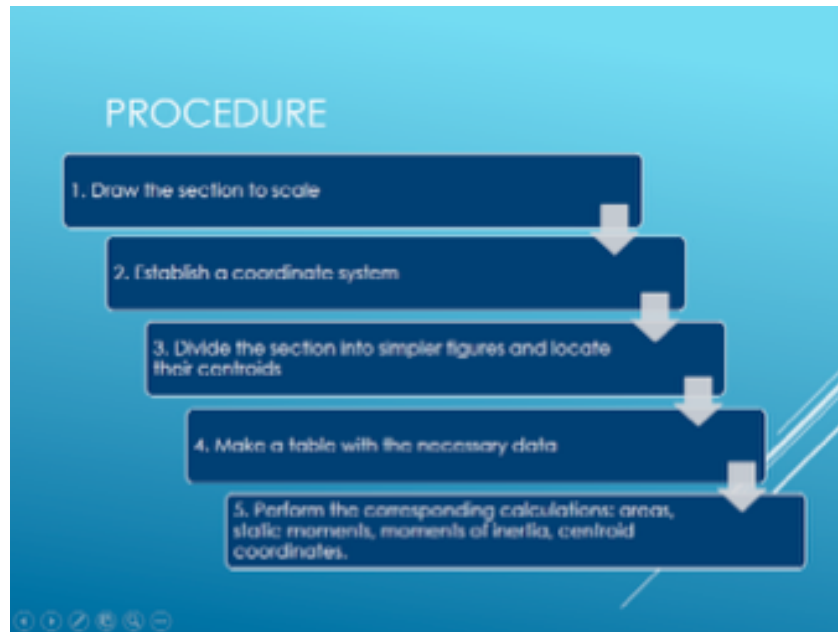 PROCEDURE
1. Draw the section to scale
2. Establish a coordinate system
3. Divide the section into simpler figures and locate
their centroids
4. Make a table with the necessary data
5. Perform the corresponding calculations: areas,
static moments, moments of inertia, centroid
coordinates.